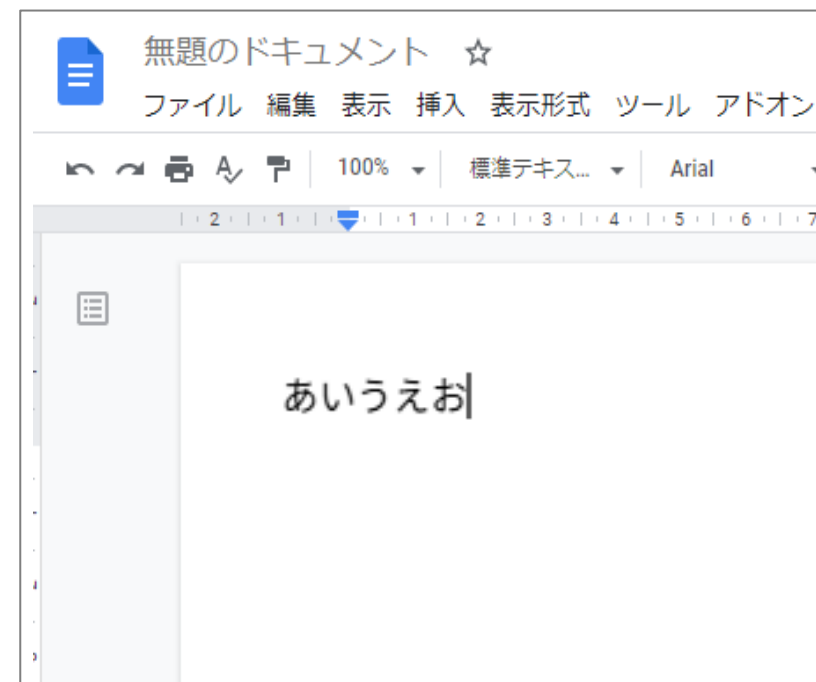 無題のドキュメント
ファイル 編集 表示 挿入 表示形式 ツール アドオン
100% 標準テキス... Arial
2 1 1 2 3 4 5 6 7
あいうえお